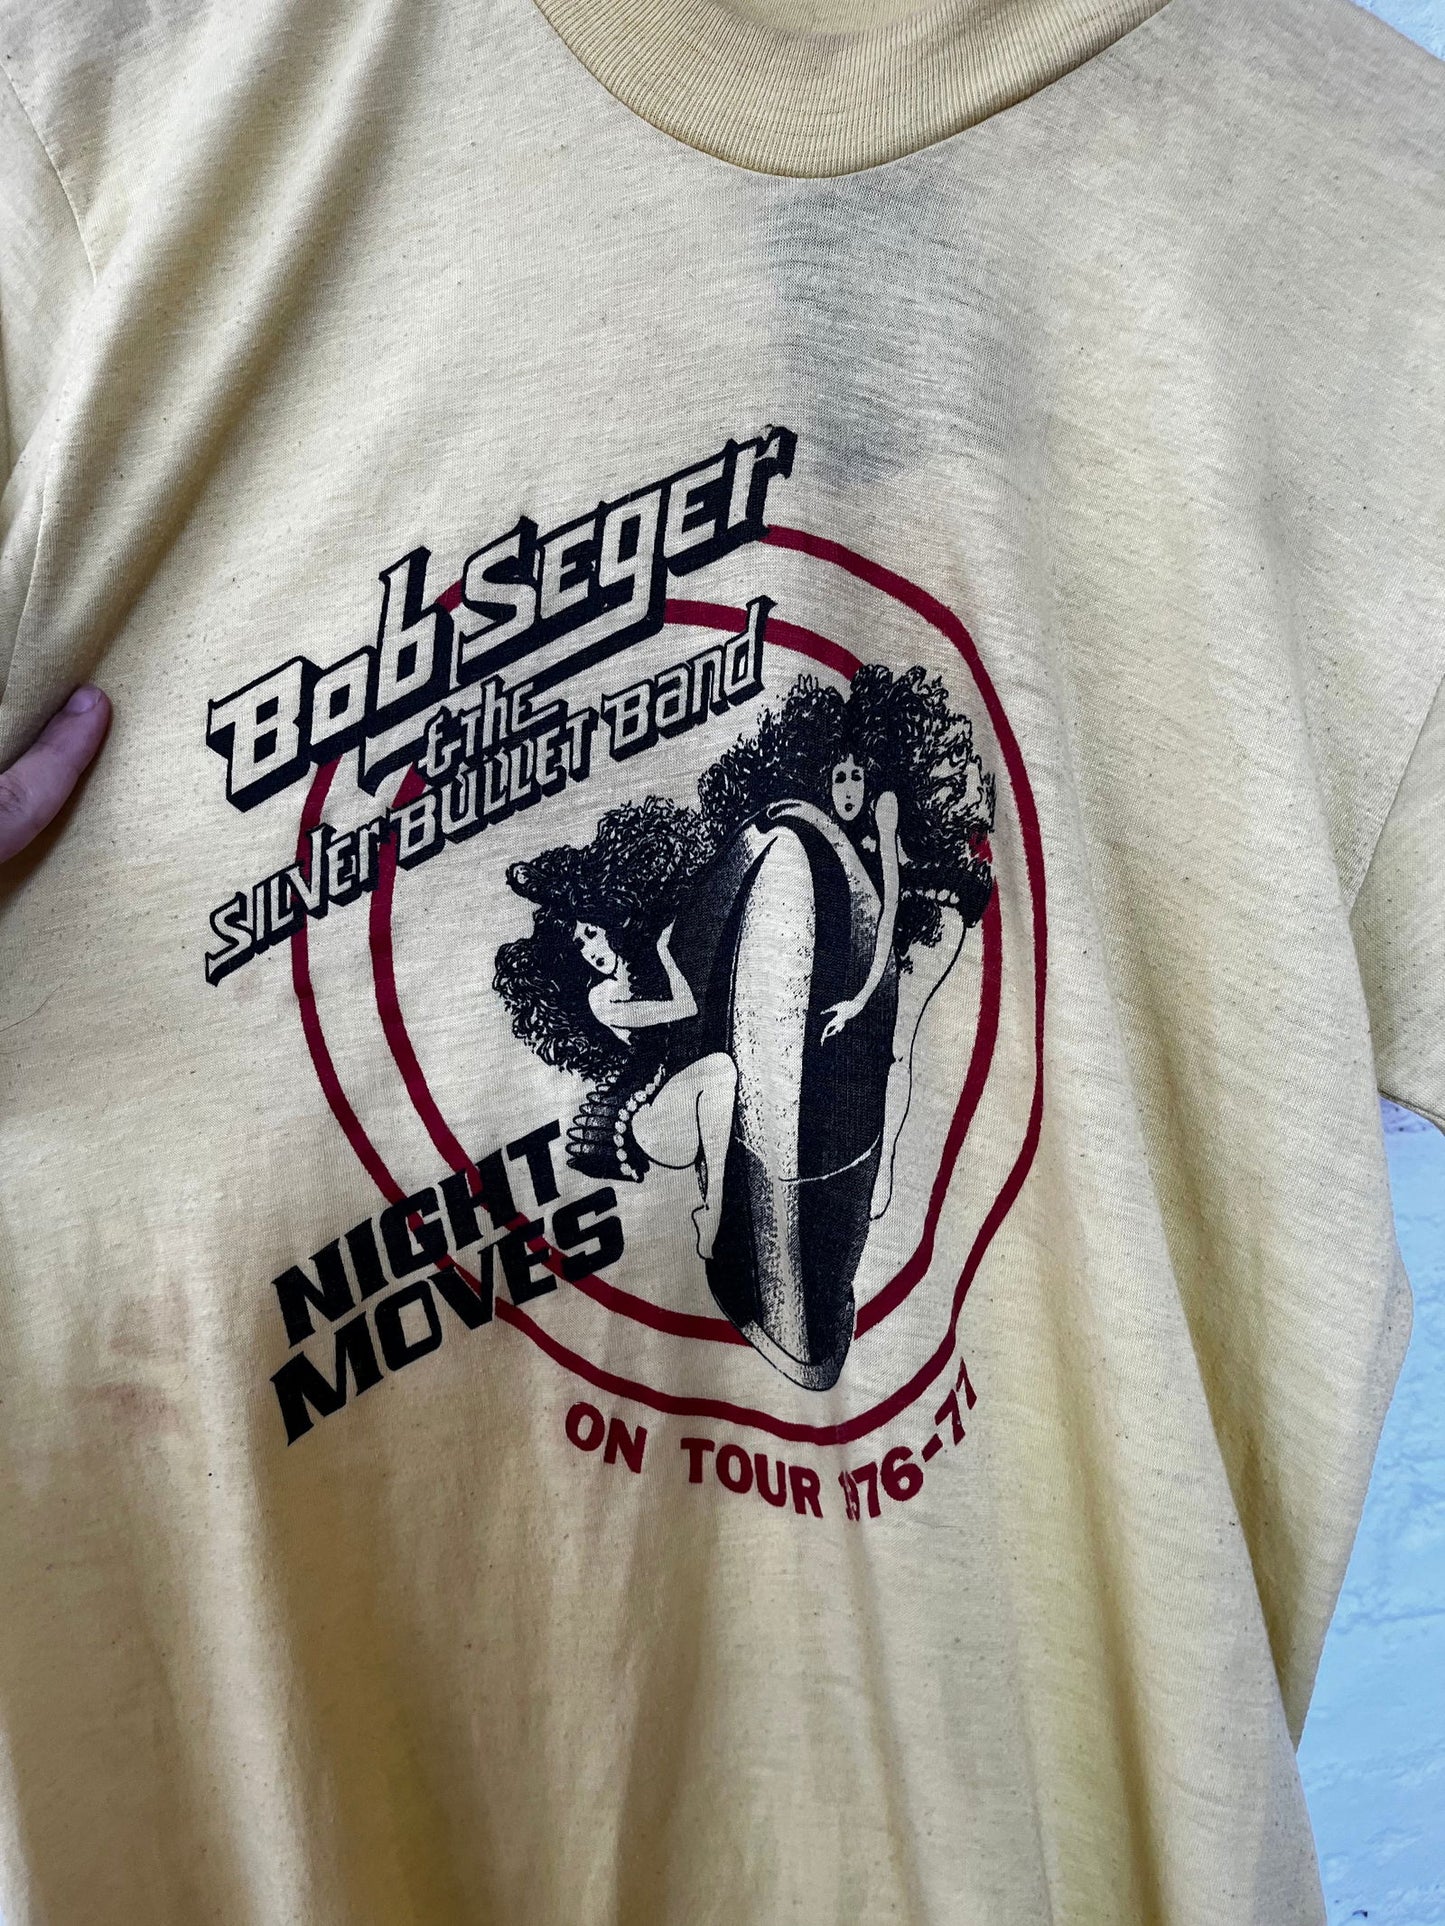 Bob Seger
& THE
SILVER BULLET Band
NIGHT
MOVES
ON TOUR 1976-77